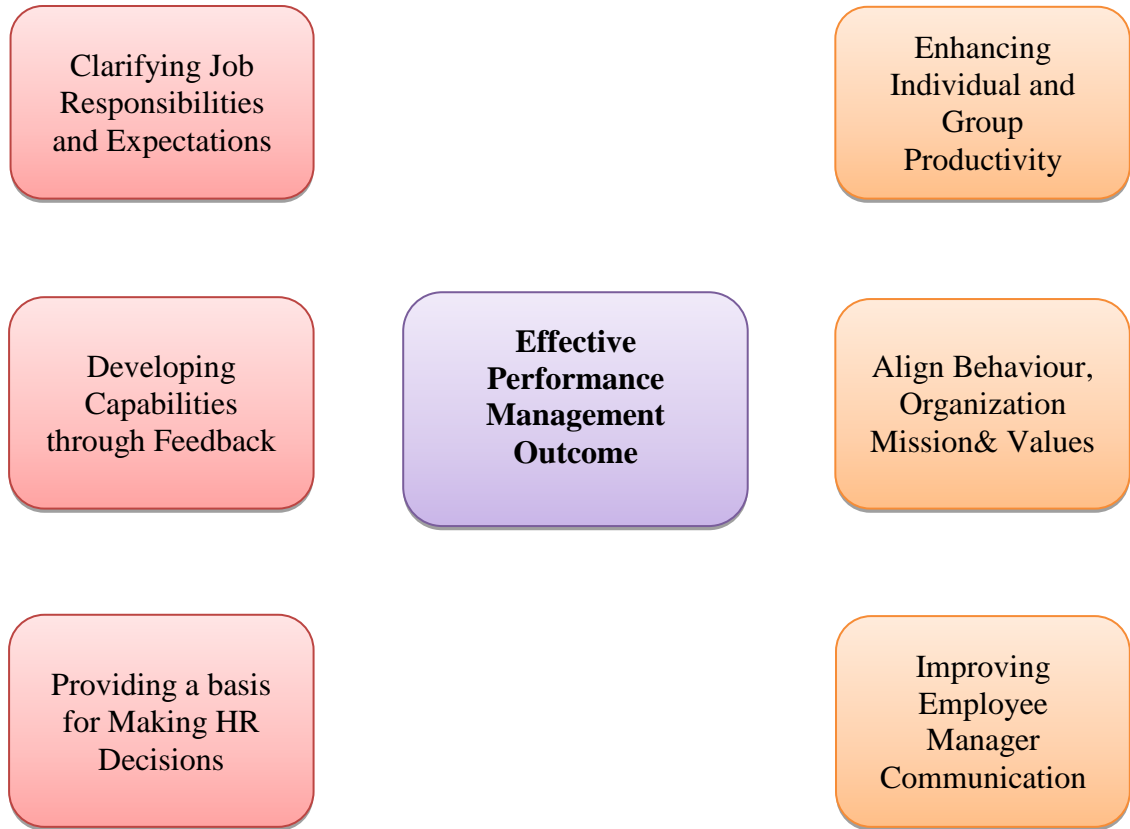 Clarifying Job
Responsibilities
and Expectations
Enhancing
Individual and
Group
Productivity
Developing
Capabilities
through Feedback
Effective
Performance
Management
Outcome
Align Behaviour,
Organization
Mission& Values
Providing a basis
for Making HR
Decisions
Improving
Employee
Manager
Communication